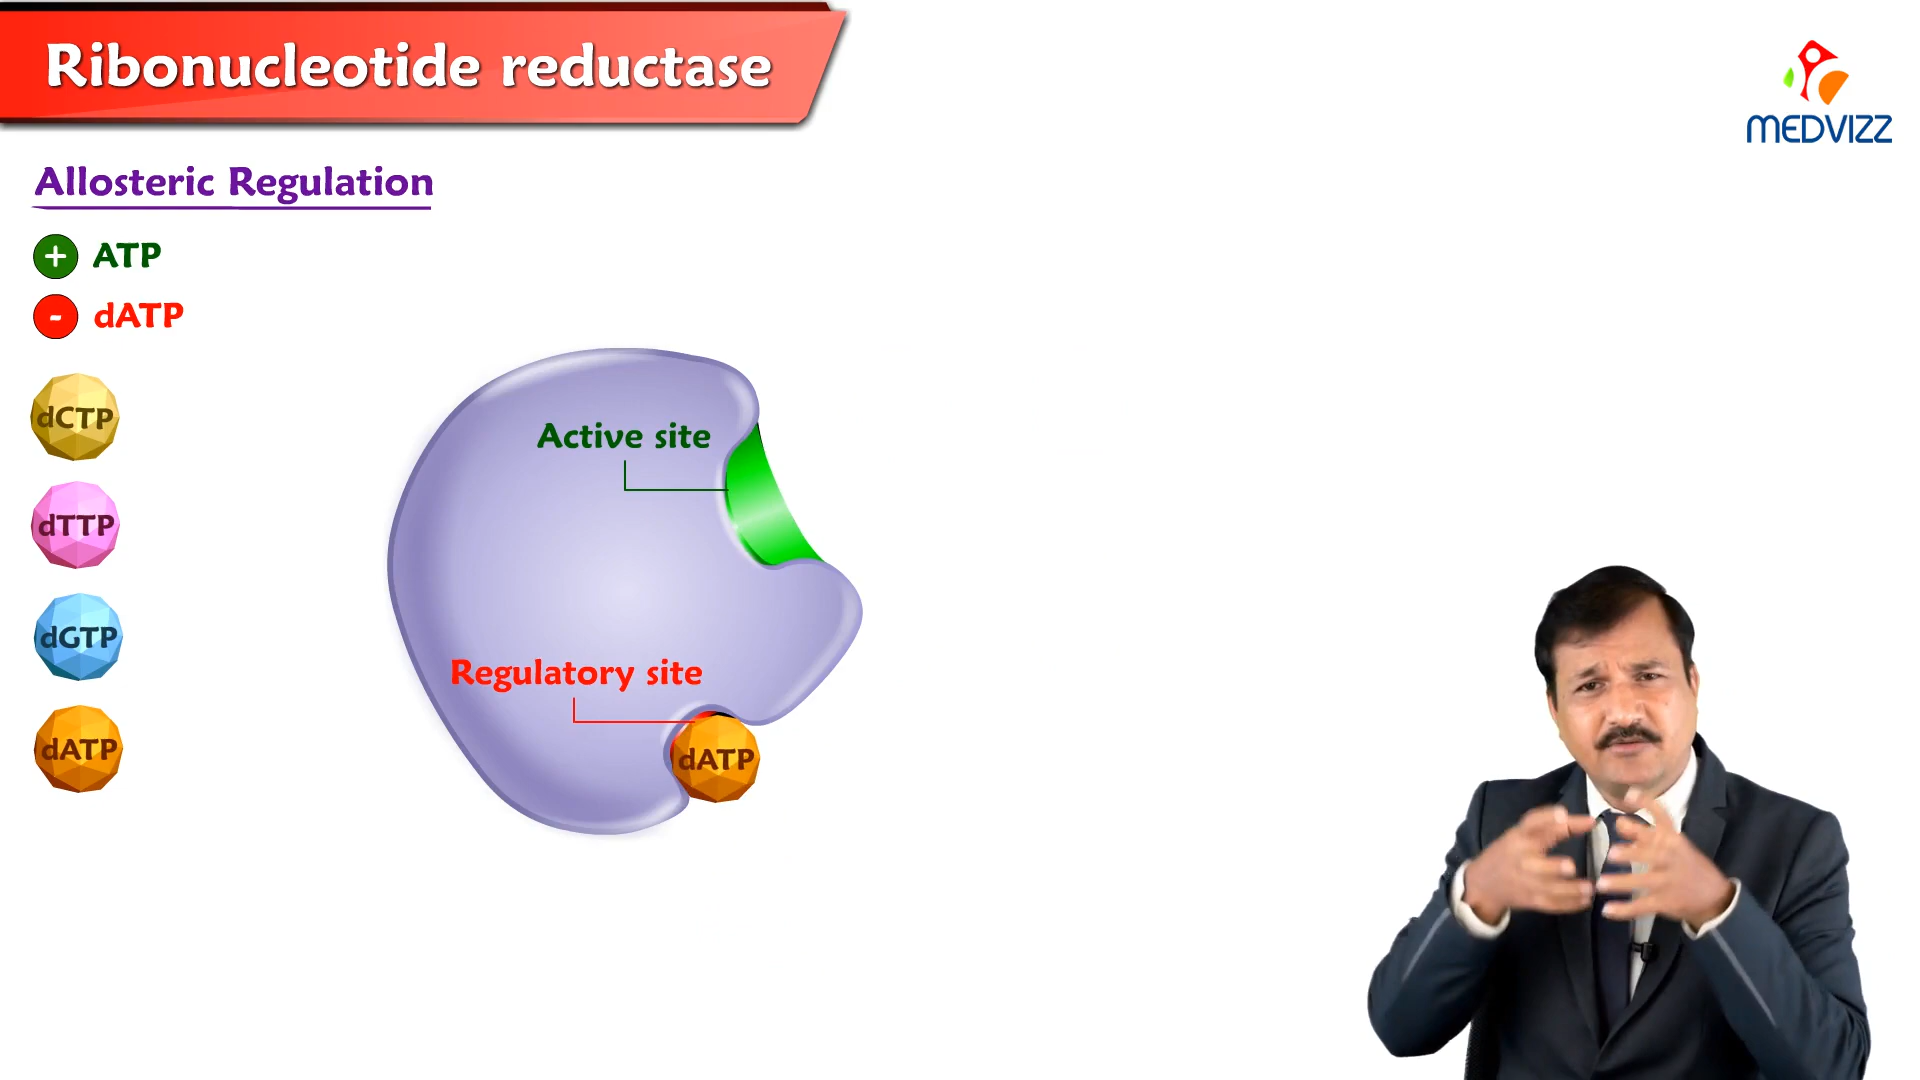 Ribonucleotide reductase
MEDVIZZ
Allosteric Regulation
+ ATP
- dATP
dCTP
dTTP
dGTP
dATP
Active site
Regulatory site
dATP